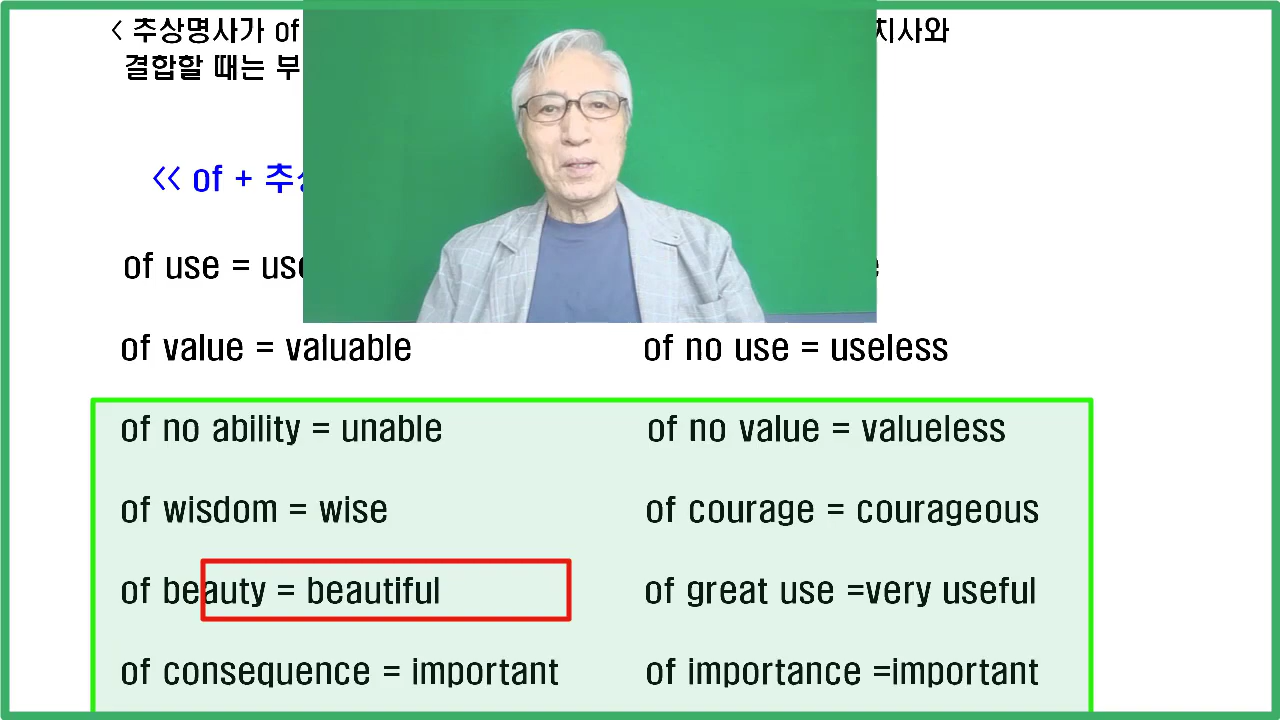 < 추상명사가 of 치사와
결합할 때는 부
<< of + 추상
of use = use
of value = valuable of no use = useless
of no ability = unable of no value = valueless
of wisdom = wise of courage = courageous
of beauty = beautiful of great use =very useful
of consequence = important of importance =important